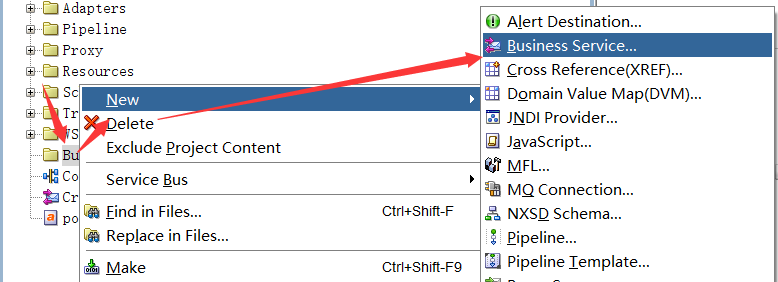 Adapters
Pipeline
Proxy
Resources
Sc
Tr
WS
Bu
Co
Cr
po
New
Delete
Exclude Project Content
Service Bus
Find in Files... Ctrl+Shift-F
Replace in Files...
Make Ctrl+Shift-F9
Alert Destination...
Business Service...
Cross Reference(XREF)...
Domain Value Map(DVM)...
JNDI Provider...
JavaScript...
MFL...
MQ Connection...
NXSD Schema...
Pipeline...
Pipeline Template...